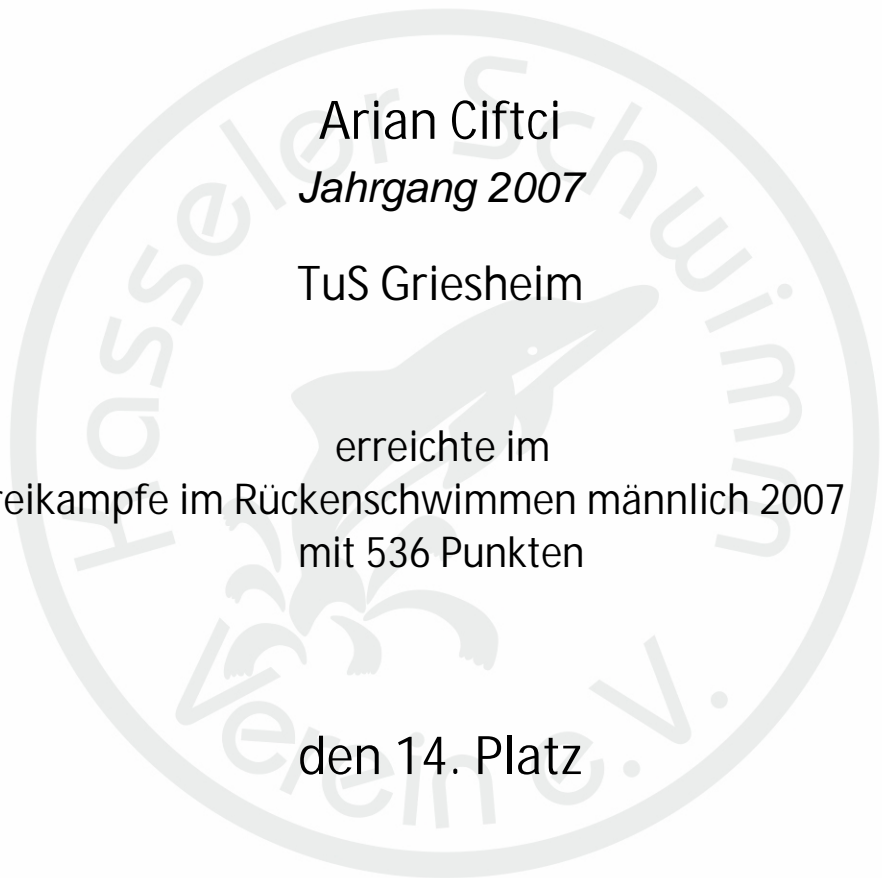 Arian Ciftci
Jahrgang 2007
TuS Griesheim
erreichte im
reikampfe im Rückenschwimmen männlich 2007
mit 536 Punkten
den 14. Platz
Kasseler Schwimm
Verein e.V.